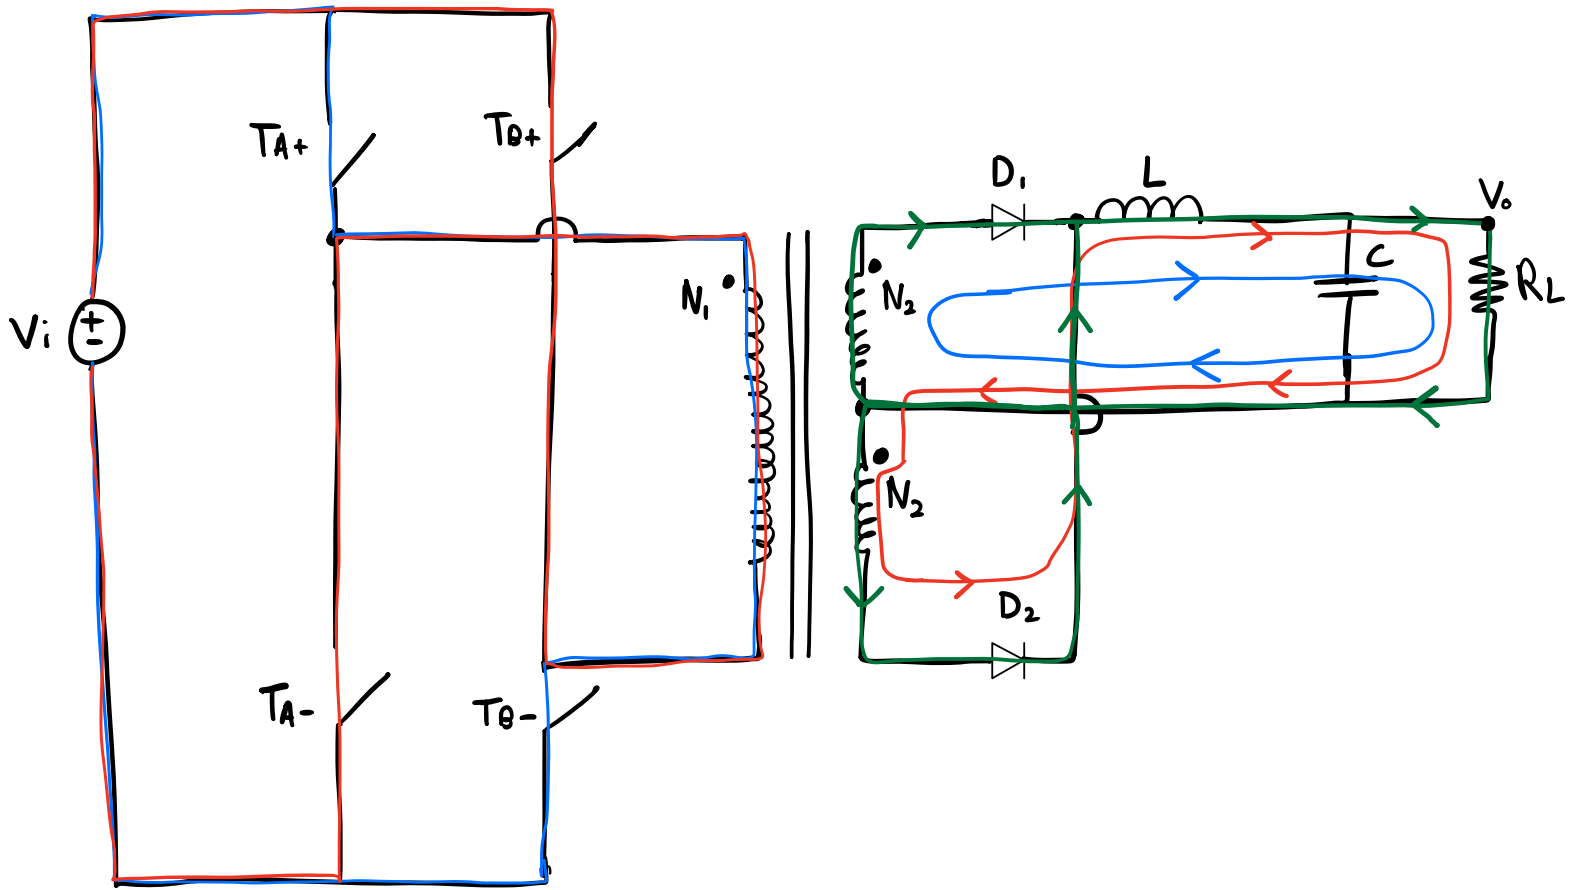 TA+
TB+
D1
L
Vo
C
N1
N2
RL
Vi
+
-
N2
D2
TA-
TB-